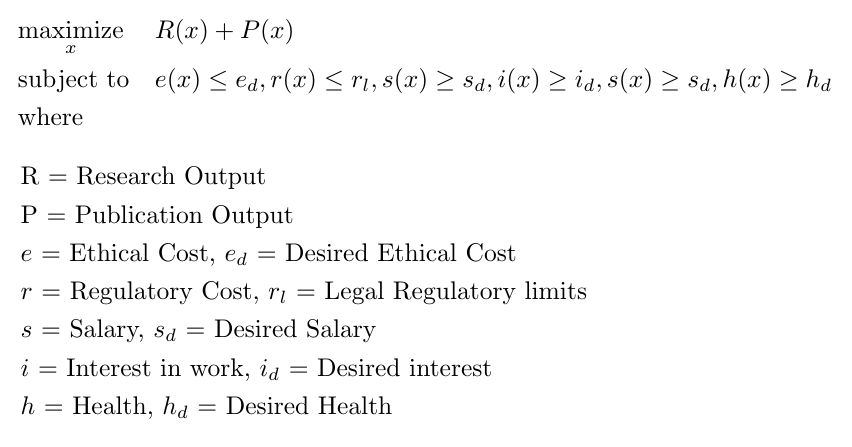 maximize R(x) + P(x)
x
subject to e(x) ≤ e_d, r(x) ≤ r_l, s(x) ≥ s_d, i(x) ≥ i_d, s(x) ≥ s_d, h(x) ≥ h_d
where
R = Research Output
P = Publication Output
e = Ethical Cost, e_d = Desired Ethical Cost
r = Regulatory Cost, r_l = Legal Regulatory limits
s = Salary, s_d = Desired Salary
i = Interest in work, i_d = Desired interest
h = Health, h_d = Desired Health